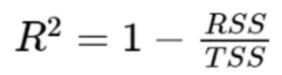 R² = 1 − RSS/TSS